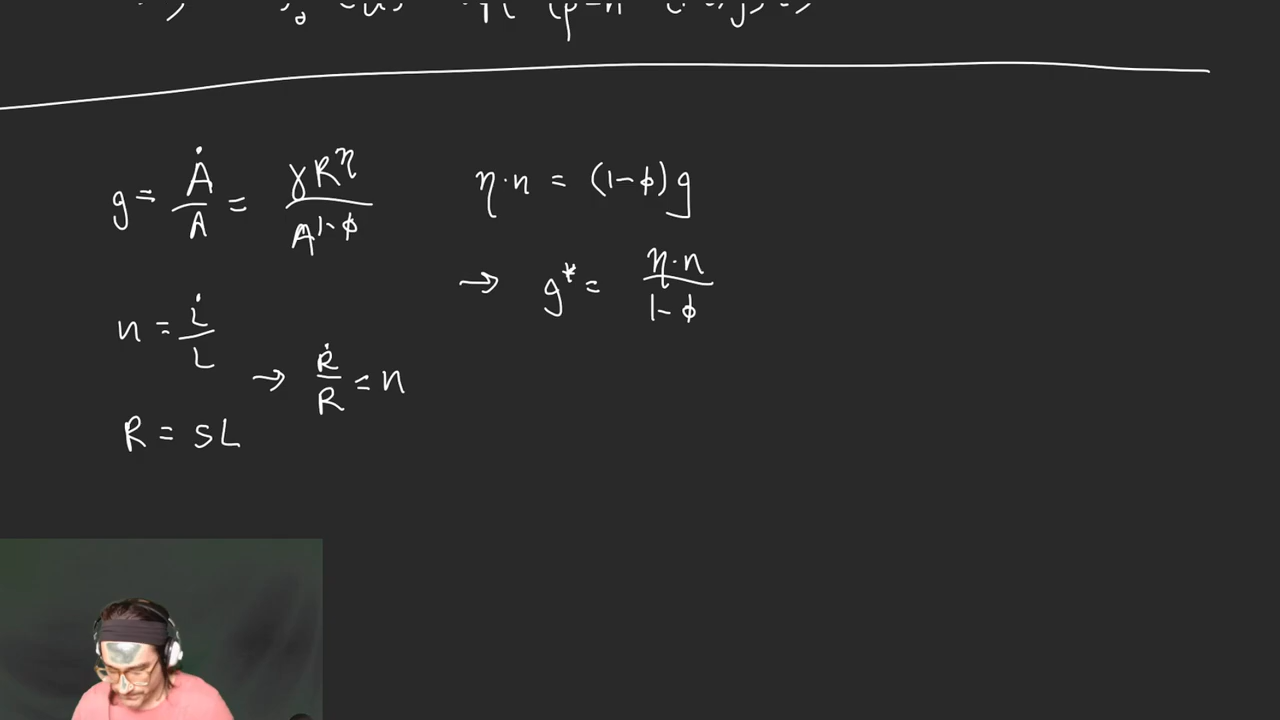 g = Ȧ/A = γR^η / A^(1-ϕ)
n = L̇/L
→ Ṙ/R = n
R = sL
η·n = (1-ϕ)g
→ g* = η·n / 1-ϕ